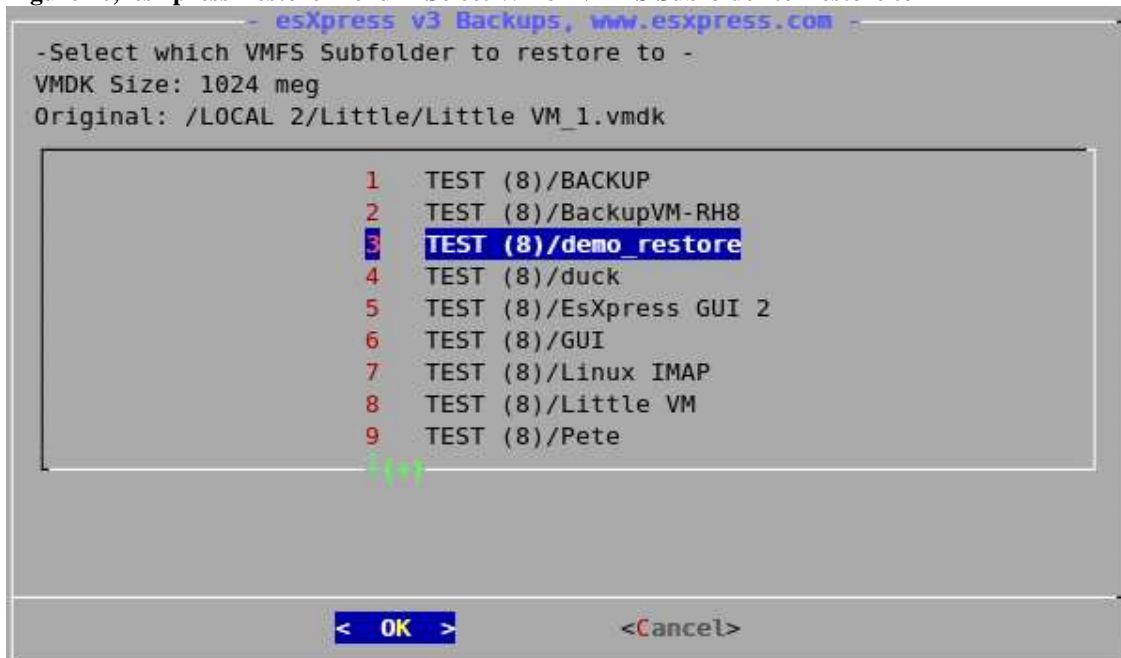 - esXpress v3 Backups, www.esxpress.com -
-Select which VMFS Subfolder to restore to -
VMDK Size: 1024 meg
Original: /LOCAL 2/Little/Little VM_1.vmdk
1 TEST (8)/BACKUP
2 TEST (8)/BackupVM-RH8
3 TEST (8)/demo_restore
4 TEST (8)/duck
5 TEST (8)/EsXpress GUI 2
6 TEST (8)/GUI
7 TEST (8)/Linux IMAP
8 TEST (8)/Little VM
9 TEST (8)/Pete
(+)
< OK > <Cancel>